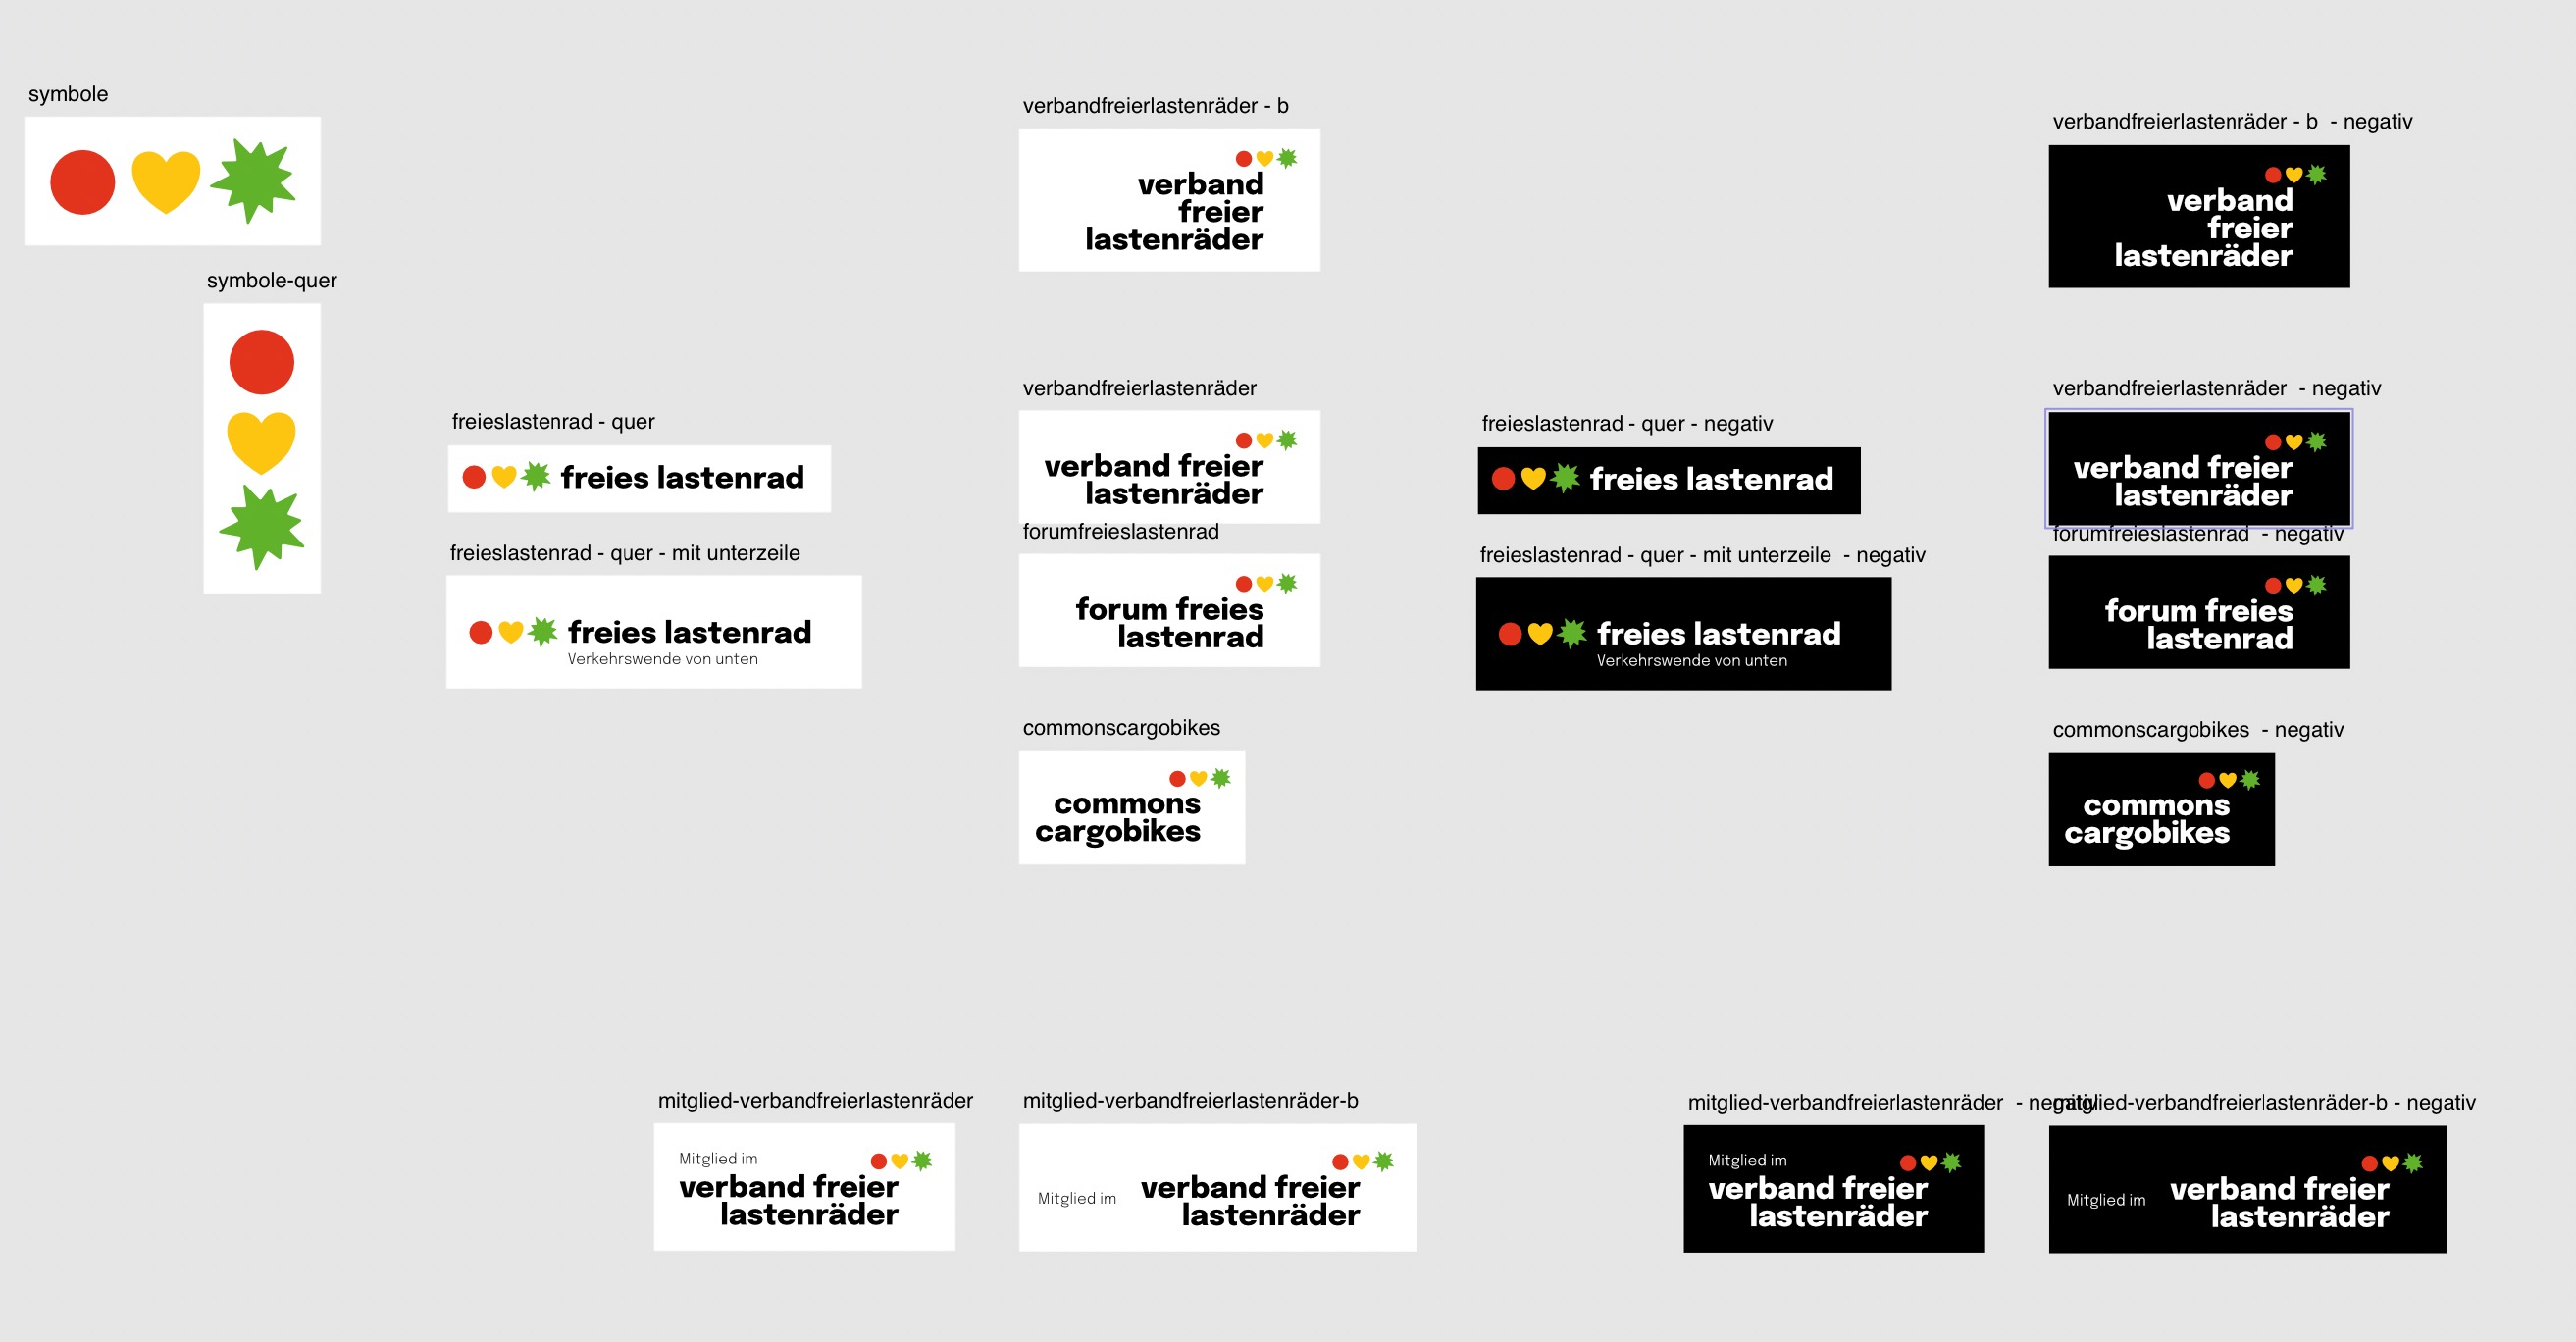 symbole
symbole-quer
freieslastenrad - quer
freies lastenrad
freieslastenrad - quer - mit unterzeile
freies lastenrad
Verkehrswende von unten
verbandfreierlastenräder - b
verband
freier
lastenräder
verbandfreierlastenräder
verband freier
lastenräder
forumfreieslastenrad
forum freies
lastenrad
commonscargobikes
commons
cargobikes
freieslastenrad - quer - negativ
freies lastenrad
freieslastenrad - quer - mit unterzeile - negativ
freies lastenrad
Verkehrswende von unten
verbandfreierlastenräder - b - negativ
verband
freier
lastenräder
verbandfreierlastenräder - negativ
verband freier
lastenräder
forumfreieslastenrad - negativ
forum freies
lastenrad
commonscargobikes - negativ
commons
cargobikes
mitglied-verbandfreierlastenräder
Mitglied im
verband freier
lastenräder
mitglied-verbandfreierlastenräder-b
Mitglied im
verband freier
lastenräder
mitglied-verbandfreierlastenräder - negativ
Mitglied im
verband freier
lastenräder
mitglied-verbandfreierlastenräder-b - negativ
Mitglied im
verband freier
lastenräder